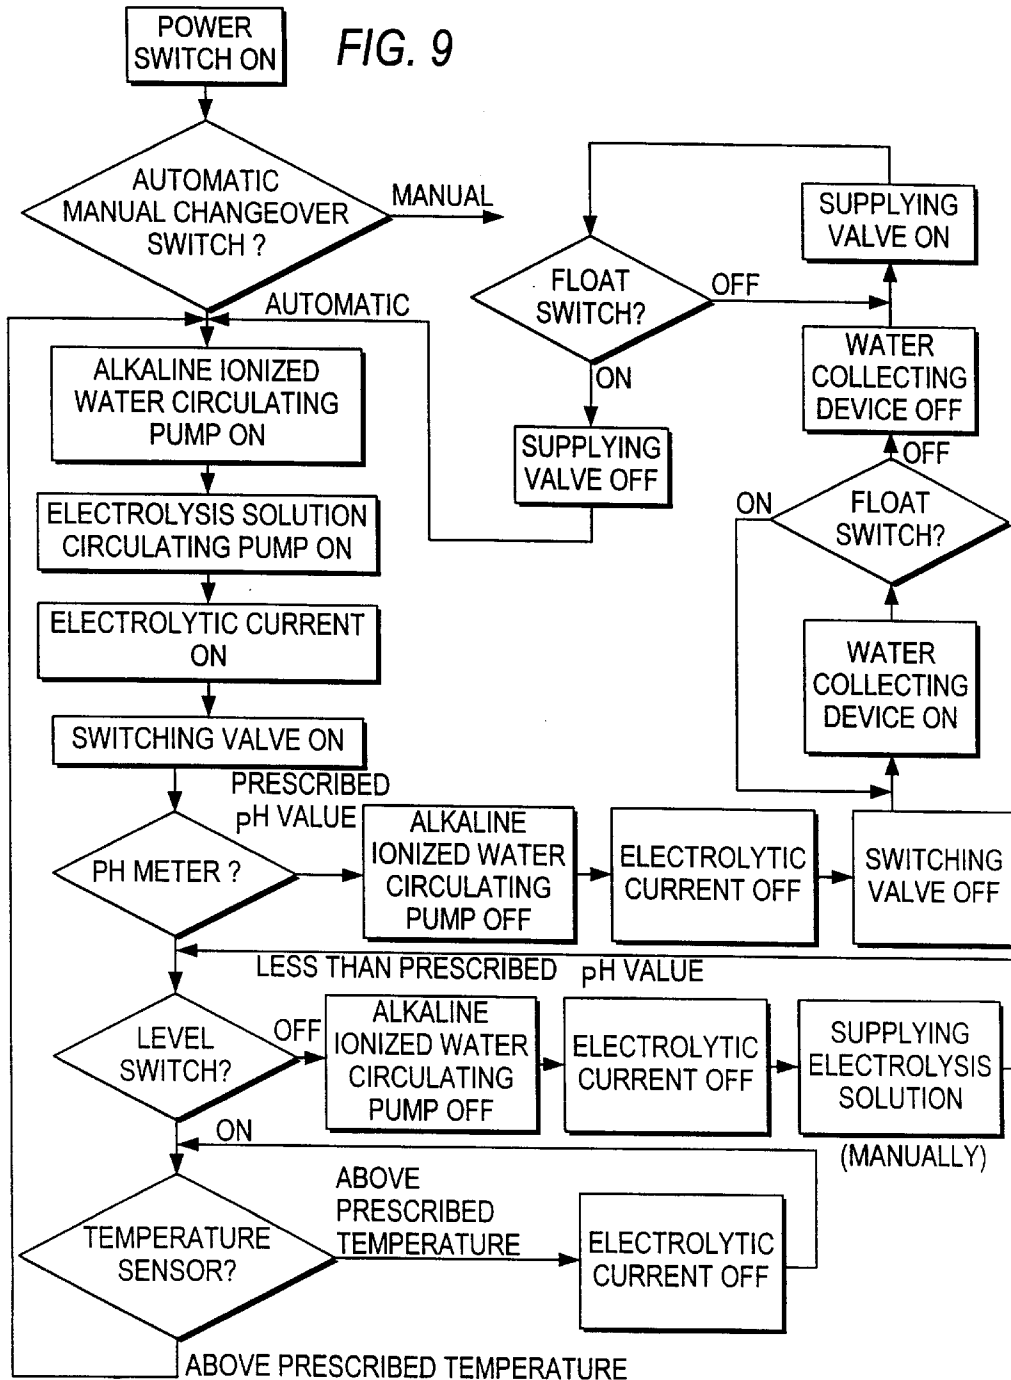 POWER
SWITCH ON
FIG. 9
AUTOMATIC
MANUAL CHANGEOVER
SWITCH ?
MANUAL
AUTOMATIC
ALKALINE IONIZED
WATER CIRCULATING
PUMP ON
ELECTROLYSIS SOLUTION
CIRCULATING PUMP ON
ELECTROLYTIC CURRENT
ON
SWITCHING VALVE ON
PRESCRIBED
pH VALUE
PH METER ?
ALKALINE
IONIZED WATER
CIRCULATING
PUMP OFF
ELECTROLYTIC
CURRENT OFF
SWITCHING
VALVE OFF
WATER
COLLECTING
DEVICE ON
FLOAT
SWITCH?
ON
OFF
WATER
COLLECTING
DEVICE OFF
SUPPLYING
VALVE ON
FLOAT
SWITCH?
OFF
ON
SUPPLYING
VALVE OFF
LESS THAN PRESCRIBED pH VALUE
LEVEL
SWITCH?
OFF
ALKALINE
IONIZED WATER
CIRCULATING
PUMP OFF
ELECTROLYTIC
CURRENT OFF
SUPPLYING
ELECTROLYSIS
SOLUTION
(MANUALLY)
ON
TEMPERATURE
SENSOR?
ABOVE
PRESCRIBED
TEMPERATURE
ELECTROLYTIC
CURRENT OFF
ABOVE PRESCRIBED TEMPERATURE